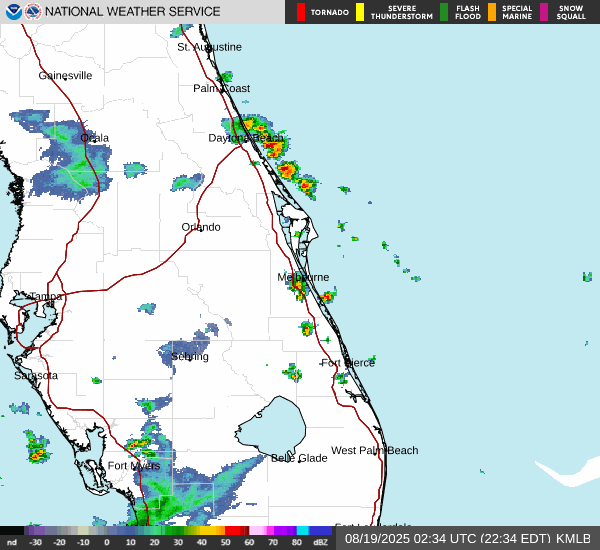 NATIONAL WEATHER SERVICE
TORNADO
SEVERE
THUNDERSTORM
FLASH
FLOOD
SPECIAL
MARINE
SNOW
SQUALL
St. Augustine
Gainesville
Palm Coast
Ocala
Daytona Beach
Orlando
Melbourne
Tampa
Sebring
Fort Pierce
Sarasota
West Palm Beach
Belle Glade
Fort Myers
nd -30 -20 -10 0 10 20 30 40 50 60 70 80 dBZ
08/19/2025 02:34 UTC (22:34 EDT) KMLB